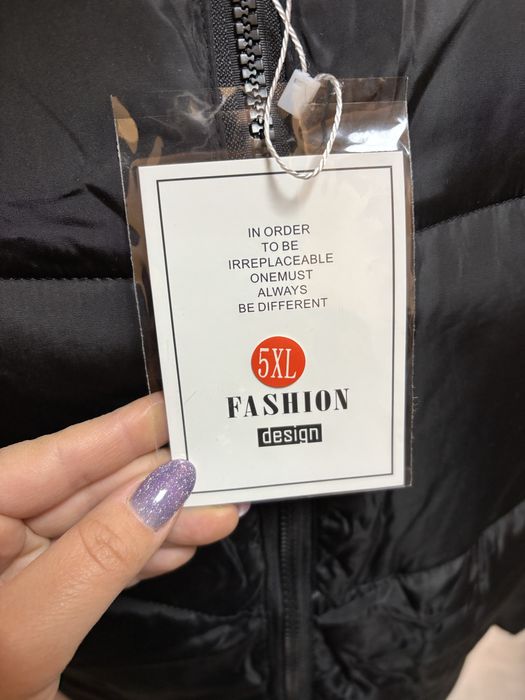 IN ORDER
TO BE
IRREPLACEABLE
ONEMUST
ALWAYS
BE DIFFERENT
5XL
FASHION
design